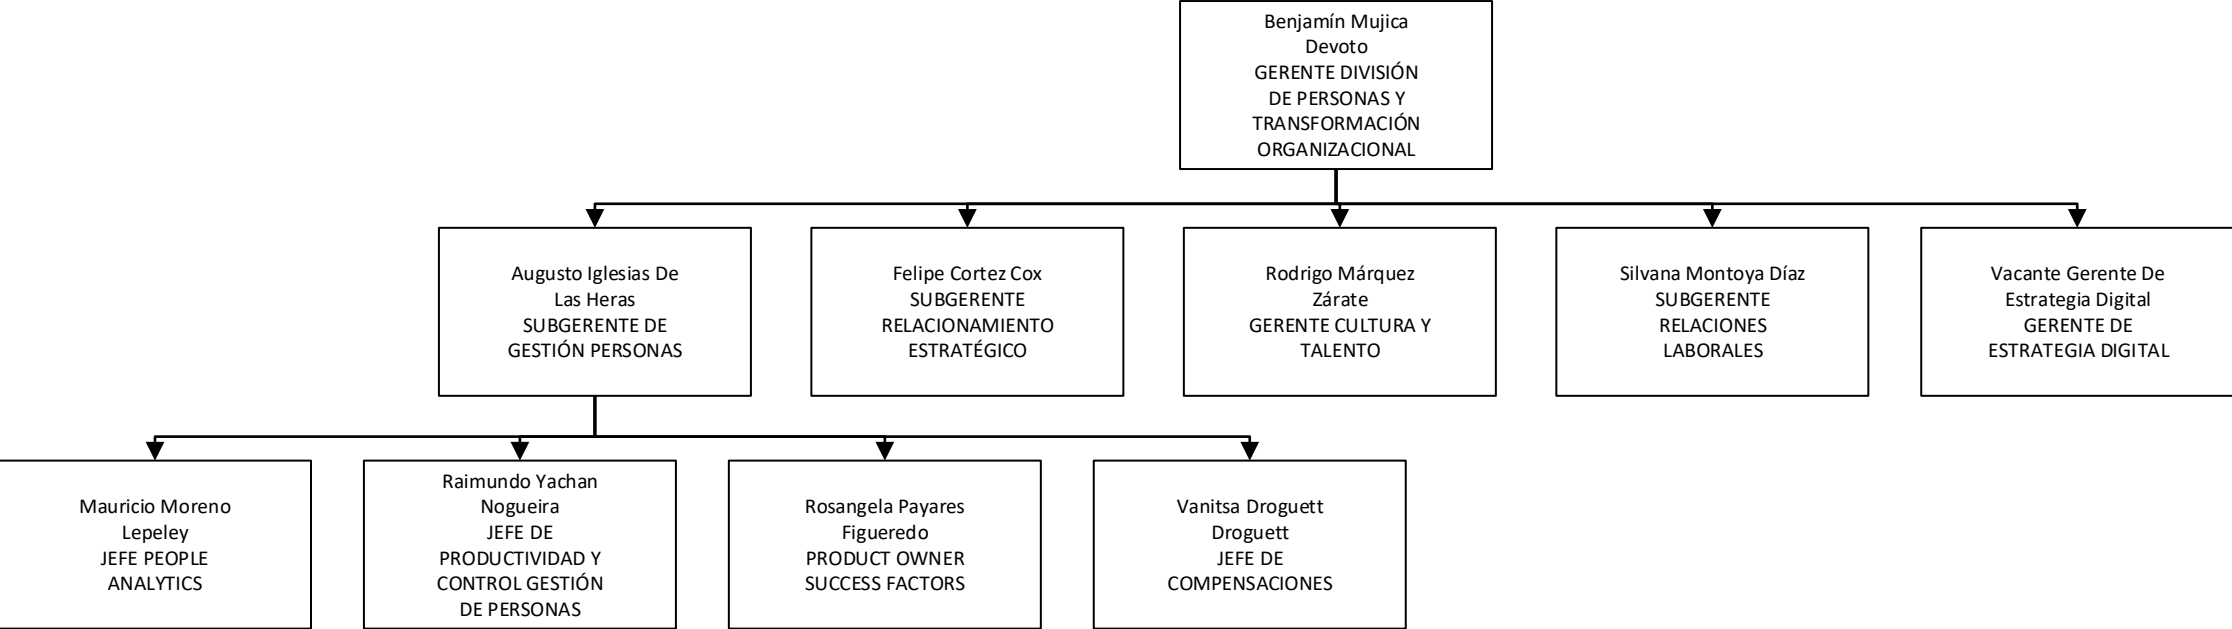 Benjamín Mujica
Devoto
GERENTE DIVISIÓN
DE PERSONAS Y
TRANSFORMACIÓN
ORGANIZACIONAL
Augusto Iglesias De
Las Heras
SUBGERENTE DE
GESTIÓN PERSONAS
Felipe Cortez Cox
SUBGERENTE
RELACIONAMIENTO
ESTRATÉGICO
Rodrigo Márquez
Zárate
GERENTE CULTURA Y
TALENTO
Silvana Montoya Díaz
SUBGERENTE
RELACIONES
LABORALES
Vacante Gerente De
Estrategia Digital
GERENTE DE
ESTRATEGIA DIGITAL
Mauricio Moreno
Lepeley
JEFE PEOPLE
ANALYTICS
Raimundo Yachan
Nogueira
JEFE DE
PRODUCTIVIDAD Y
CONTROL GESTIÓN
DE PERSONAS
Rosangela Payares
Figueredo
PRODUCT OWNER
SUCCESS FACTORS
Vanitsa Droguett
Droguett
JEFE DE
COMPENSACIONES